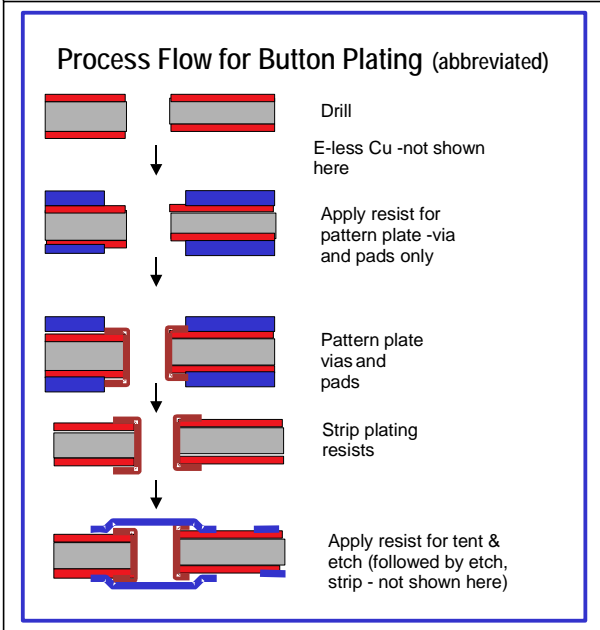 Process Flow for Button Plating (abbreviated)
Drill
E-less Cu -not shown
here
Apply resist for
pattern plate -via
and pads only
Pattern plate
vias and
pads
Strip plating
resists
Apply resist for tent &
etch (followed by etch,
strip - not shown here)